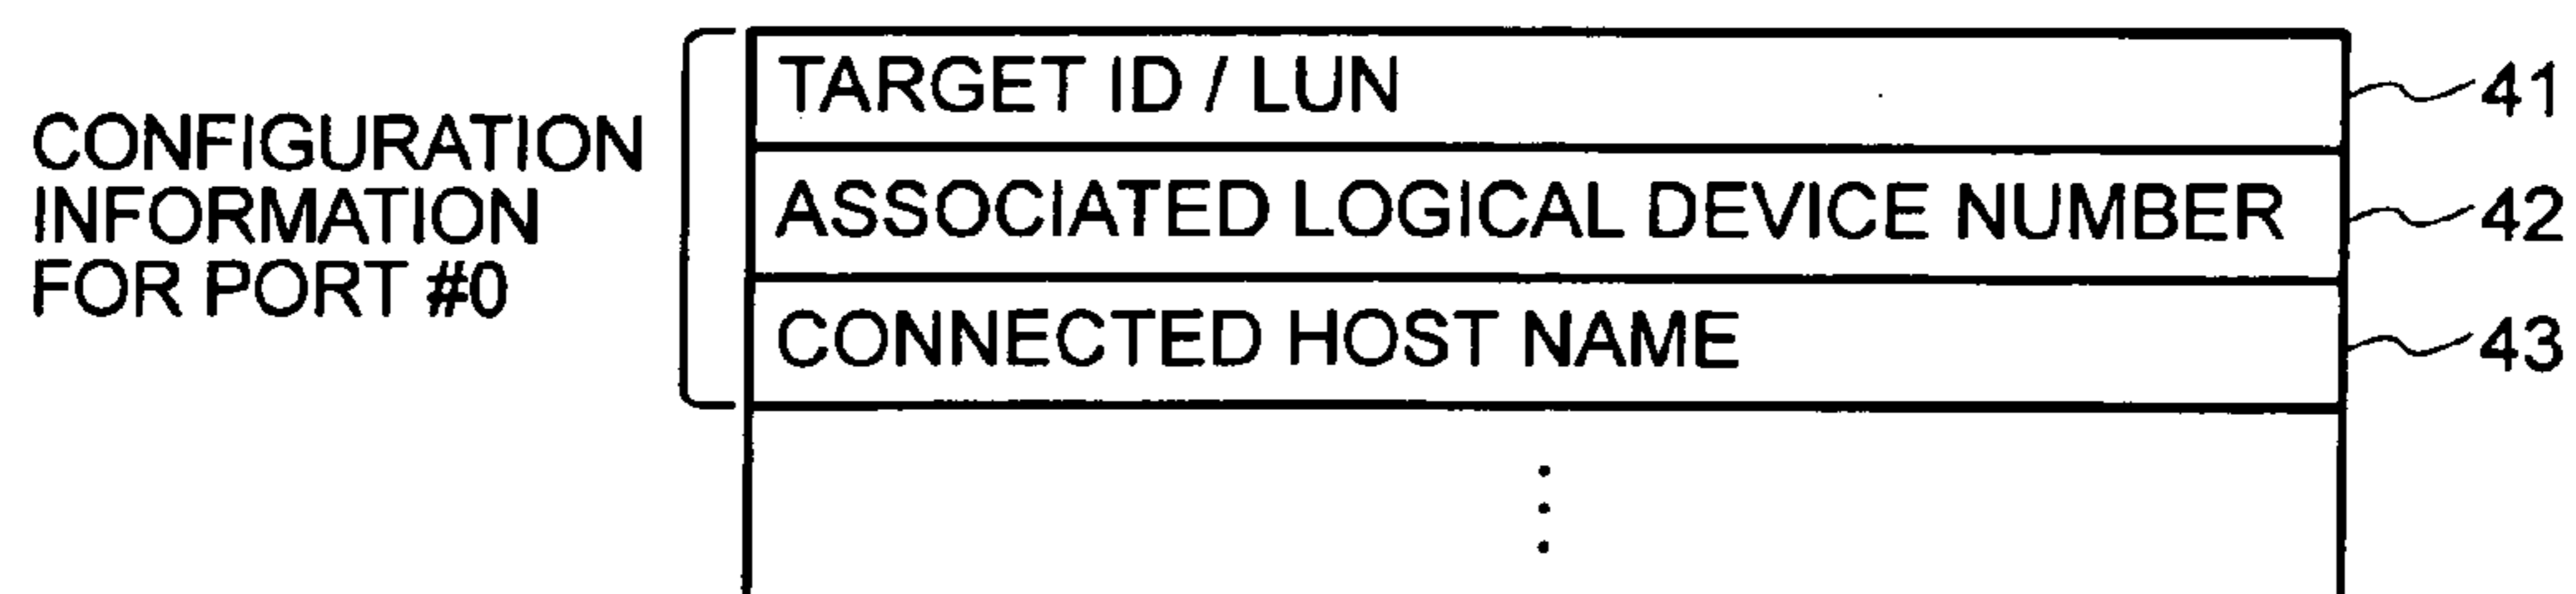 CONFIGURATION
INFORMATION
FOR PORT #0
TARGET ID / LUN
41
ASSOCIATED LOGICAL DEVICE NUMBER
42
CONNECTED HOST NAME
43